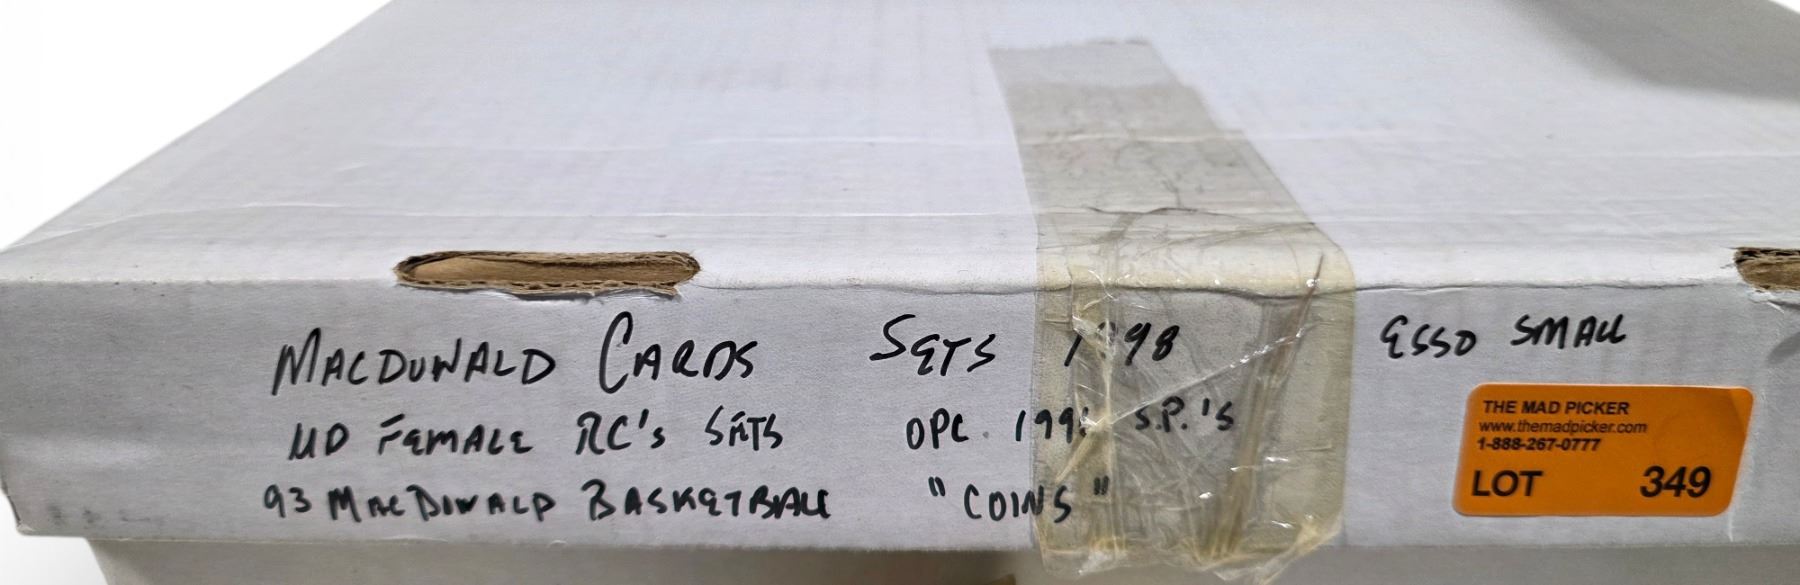 MACDONALD CARDS SETS 1998 ESSO SMALL
UD FEMALE RC'S SETS OPC 199 S.P.'S
93 MACDONALD BASKETBALL "COINS"
THE MAD PICKER
www.themadpicker.com
1-888-267-0777
LOT 349